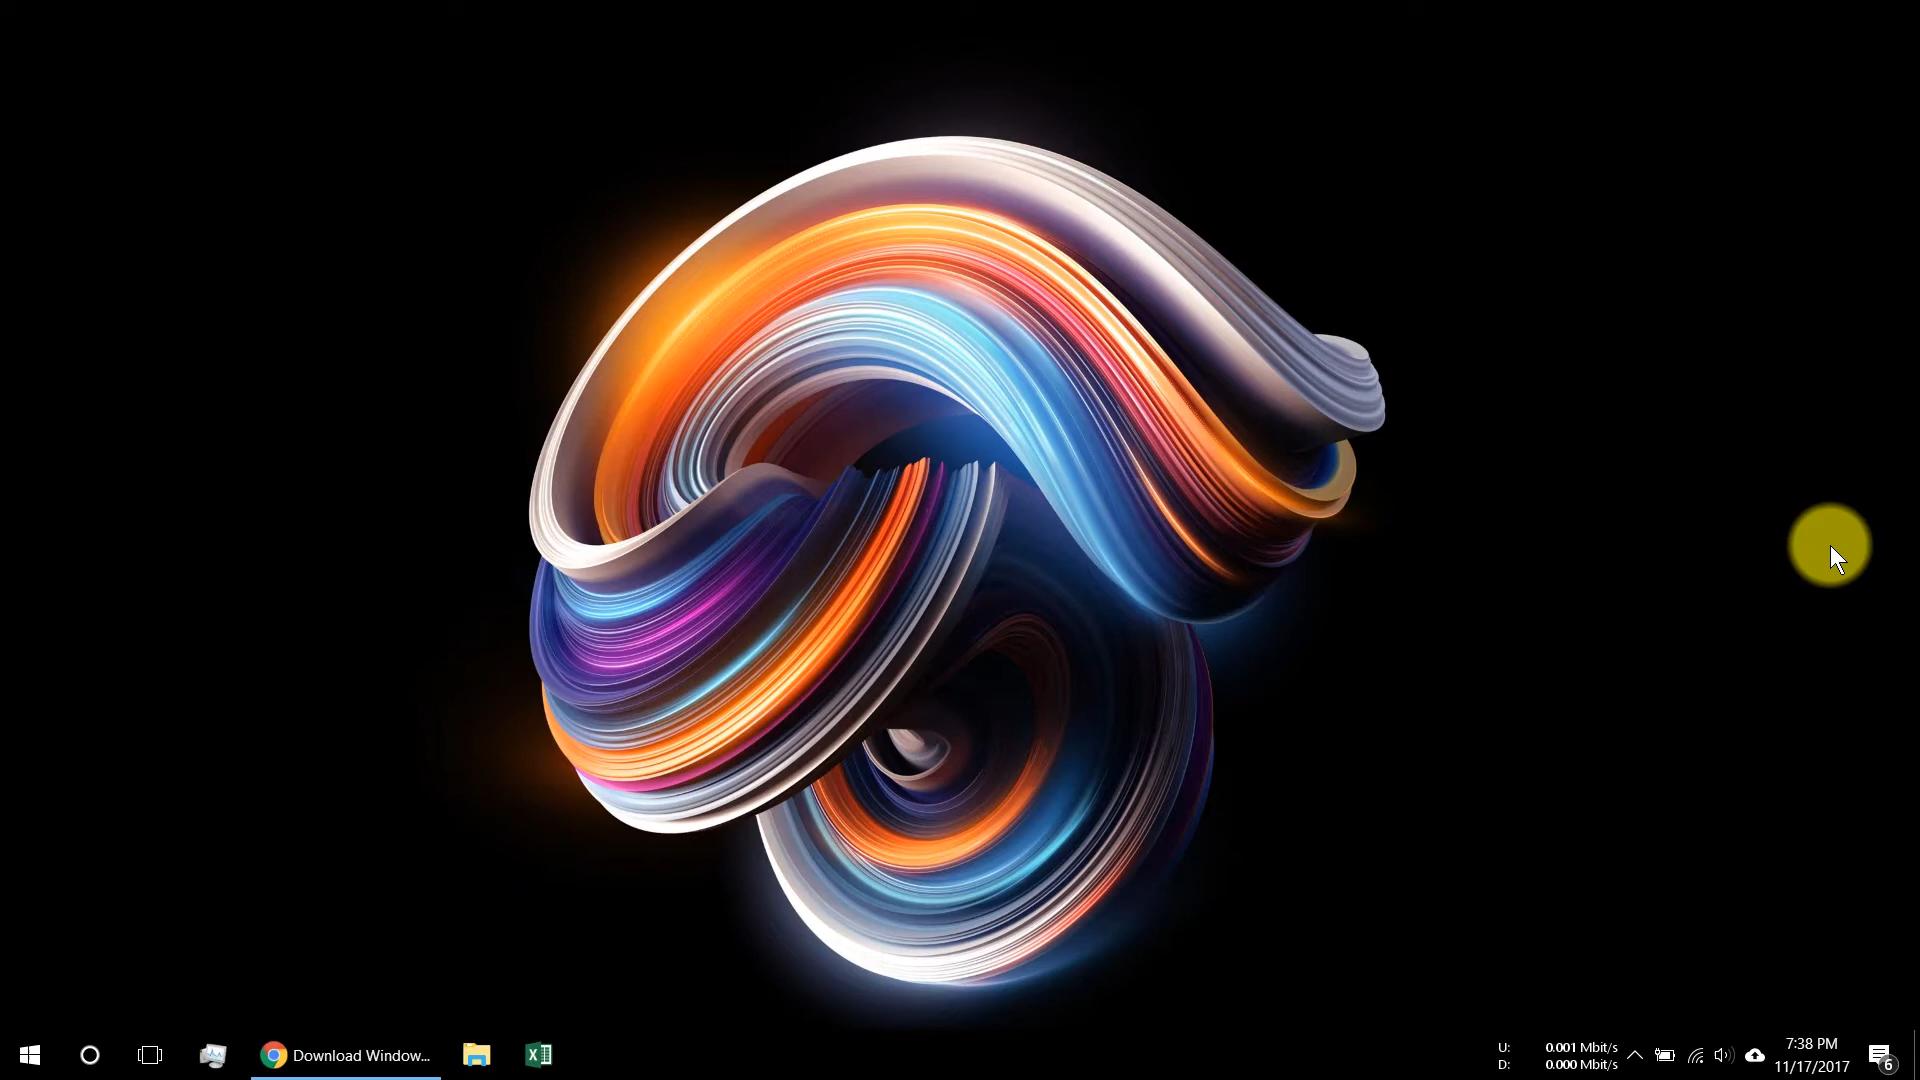 Download Window...
U: 0.001 Mbit/s
D: 0.000 Mbit/s
7:38 PM
11/17/2017
6